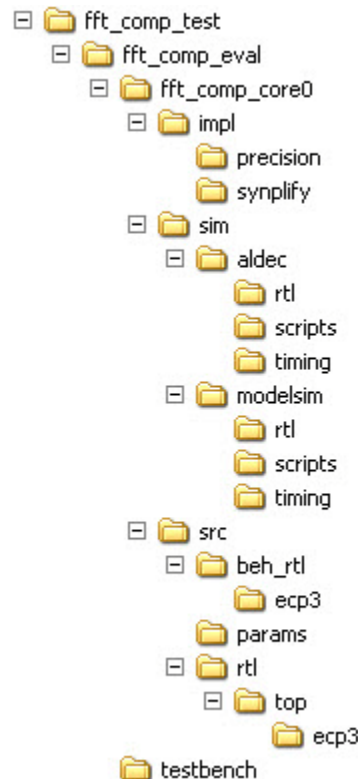 fft_comp_test
fft_comp_eval
fft_comp_core0
impl
precision
synplify
sim
aldec
rtl
scripts
timing
modelsim
rtl
scripts
timing
src
beh_rtl
ecp3
params
rtl
top
ecp3
testbench